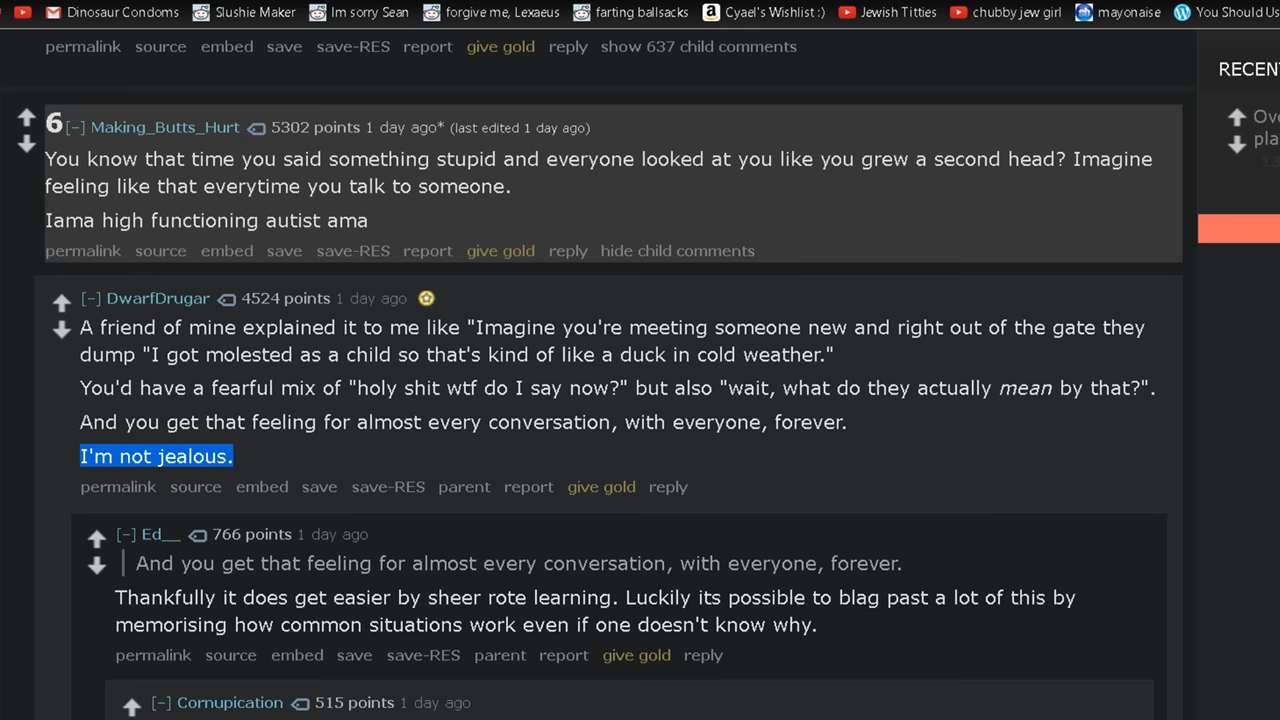 Dinosaur Condoms Slushie Maker Im sorry Sean forgive me, Lexaeus farting ballsacks Cyael's Wishlist :) Jewish Titties chubby jew girl mayonaise You Should Us
permalink source embed save save-RES report give gold reply show 637 child comments
RECEN
6 [–] Making_Butts_Hurt 5302 points 1 day ago* (last edited 1 day ago)
Ove
pla
You know that time you said something stupid and everyone looked at you like you grew a second head? Imagine
feeling like that everytime you talk to someone.
Iama high functioning autist ama
permalink source embed save save-RES report give gold reply hide child comments
[–] DwarfDrugar 4524 points 1 day ago
A friend of mine explained it to me like "Imagine you're meeting someone new and right out of the gate they
dump "I got molested as a child so that's kind of like a duck in cold weather."
You'd have a fearful mix of "holy shit wtf do I say now?" but also "wait, what do they actually mean by that?".
And you get that feeling for almost every conversation, with everyone, forever.
I'm not jealous.
permalink source embed save save-RES parent report give gold reply
[–] Ed__ 766 points 1 day ago
And you get that feeling for almost every conversation, with everyone, forever.
Thankfully it does get easier by sheer rote learning. Luckily its possible to blag past a lot of this by
memorising how common situations work even if one doesn't know why.
permalink source embed save save-RES parent report give gold reply
[–] Cornupication 515 points 1 day ago